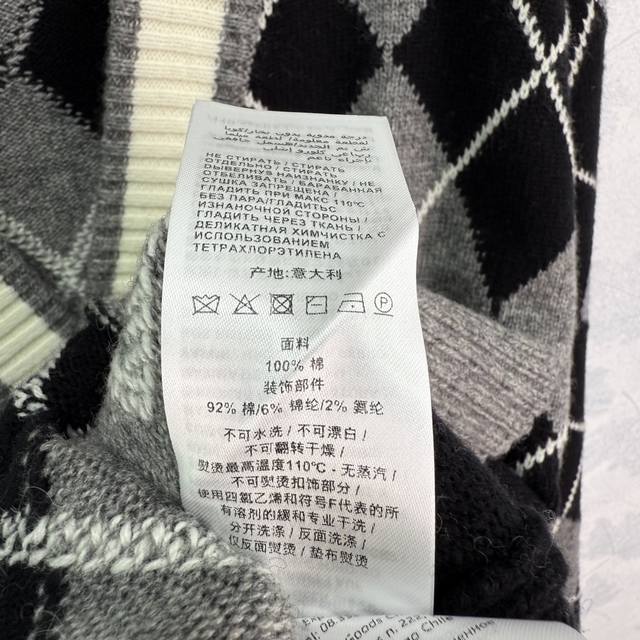 НЕ СТИРАТЬ / СТИРАТЬ
ОТДЕЛЬНО / СТИРАТЬ
ВЫВЕРНУВ НАИЗНАНКУ / НЕ
ОТБЕЛИВАТЬ / БАРАБАННАЯ
СУШКА ЗАПРЕЩЕНА /
ГЛАДИТЬ ПРИ МАКС 110°C
БЕЗ ПАРА/ГЛАДИТЬ С
ИЗНАНОЧНОЙ СТОРОНЫ /
ГЛАДИТЬ ЧЕРЕЗ ТКАНЬ /
ДЕЛИКАТНАЯ ХИМЧИСТКА С
ИСПОЛЬЗОВАНИЕМ
ТЕТРАХЛОРЭТИЛЕНА
产地:意大利
P
面料
100% 棉
装饰部件
92% 棉/6% 锦纶/2% 氨纶
不可水洗 / 不可漂白 /
不可翻转干燥 /
熨烫最高温度110°C - 无蒸汽 /
不可熨烫扣饰部分 /
使用四氯乙烯和符号F代表的所
有溶剂的缓和专业干洗 /
分开洗涤 / 反面洗涤 /
仅反面熨烫 / 垫布熨烫
Goods
Chile